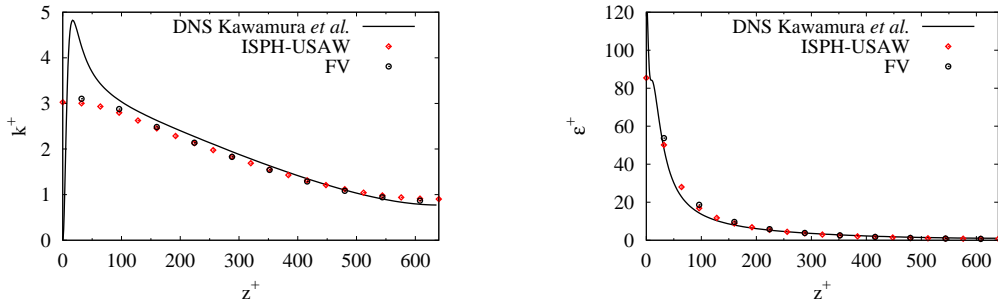 DNS Kawamura et al.
ISPH-USAW
FV
k+
5
4
3
2
1
0
0 100 200 300 400 500 600
z+
DNS Kawamura et al.
ISPH-USAW
FV
ε+
120
100
80
60
40
20
0
0 100 200 300 400 500 600
z+